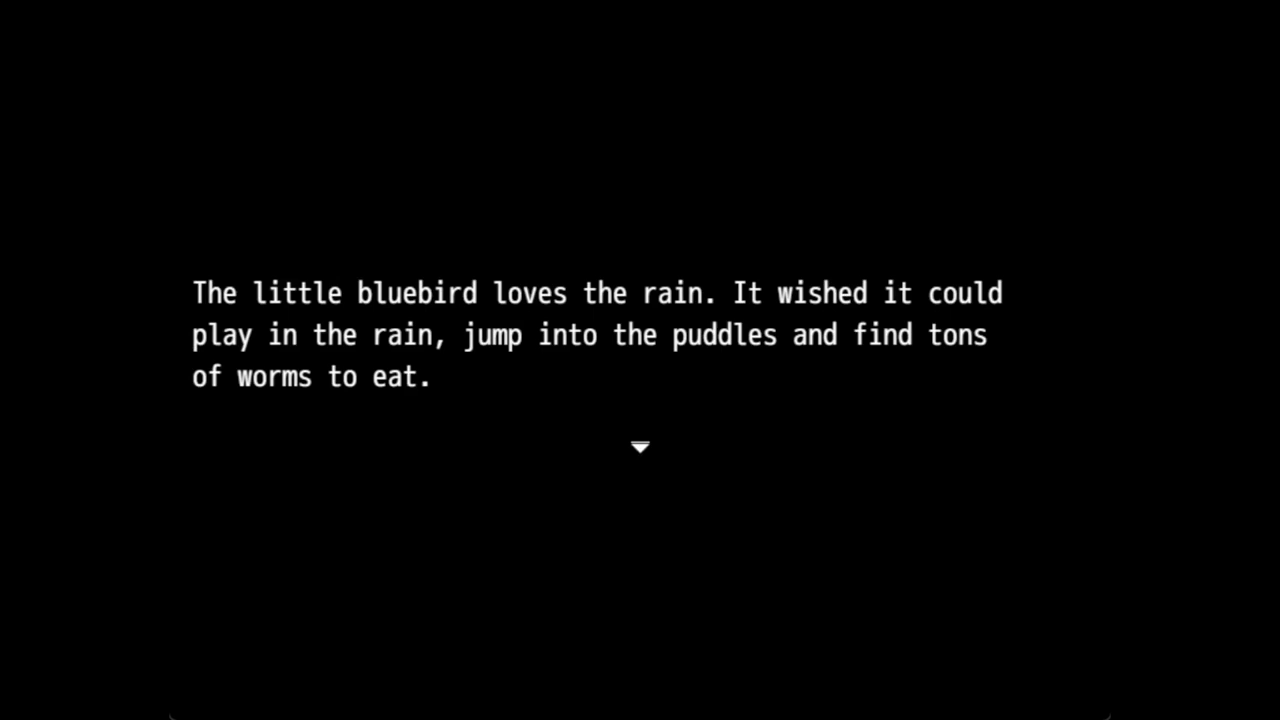 The little bluebird loves the rain. It wished it could
play in the rain, jump into the puddles and find tons
of worms to eat.